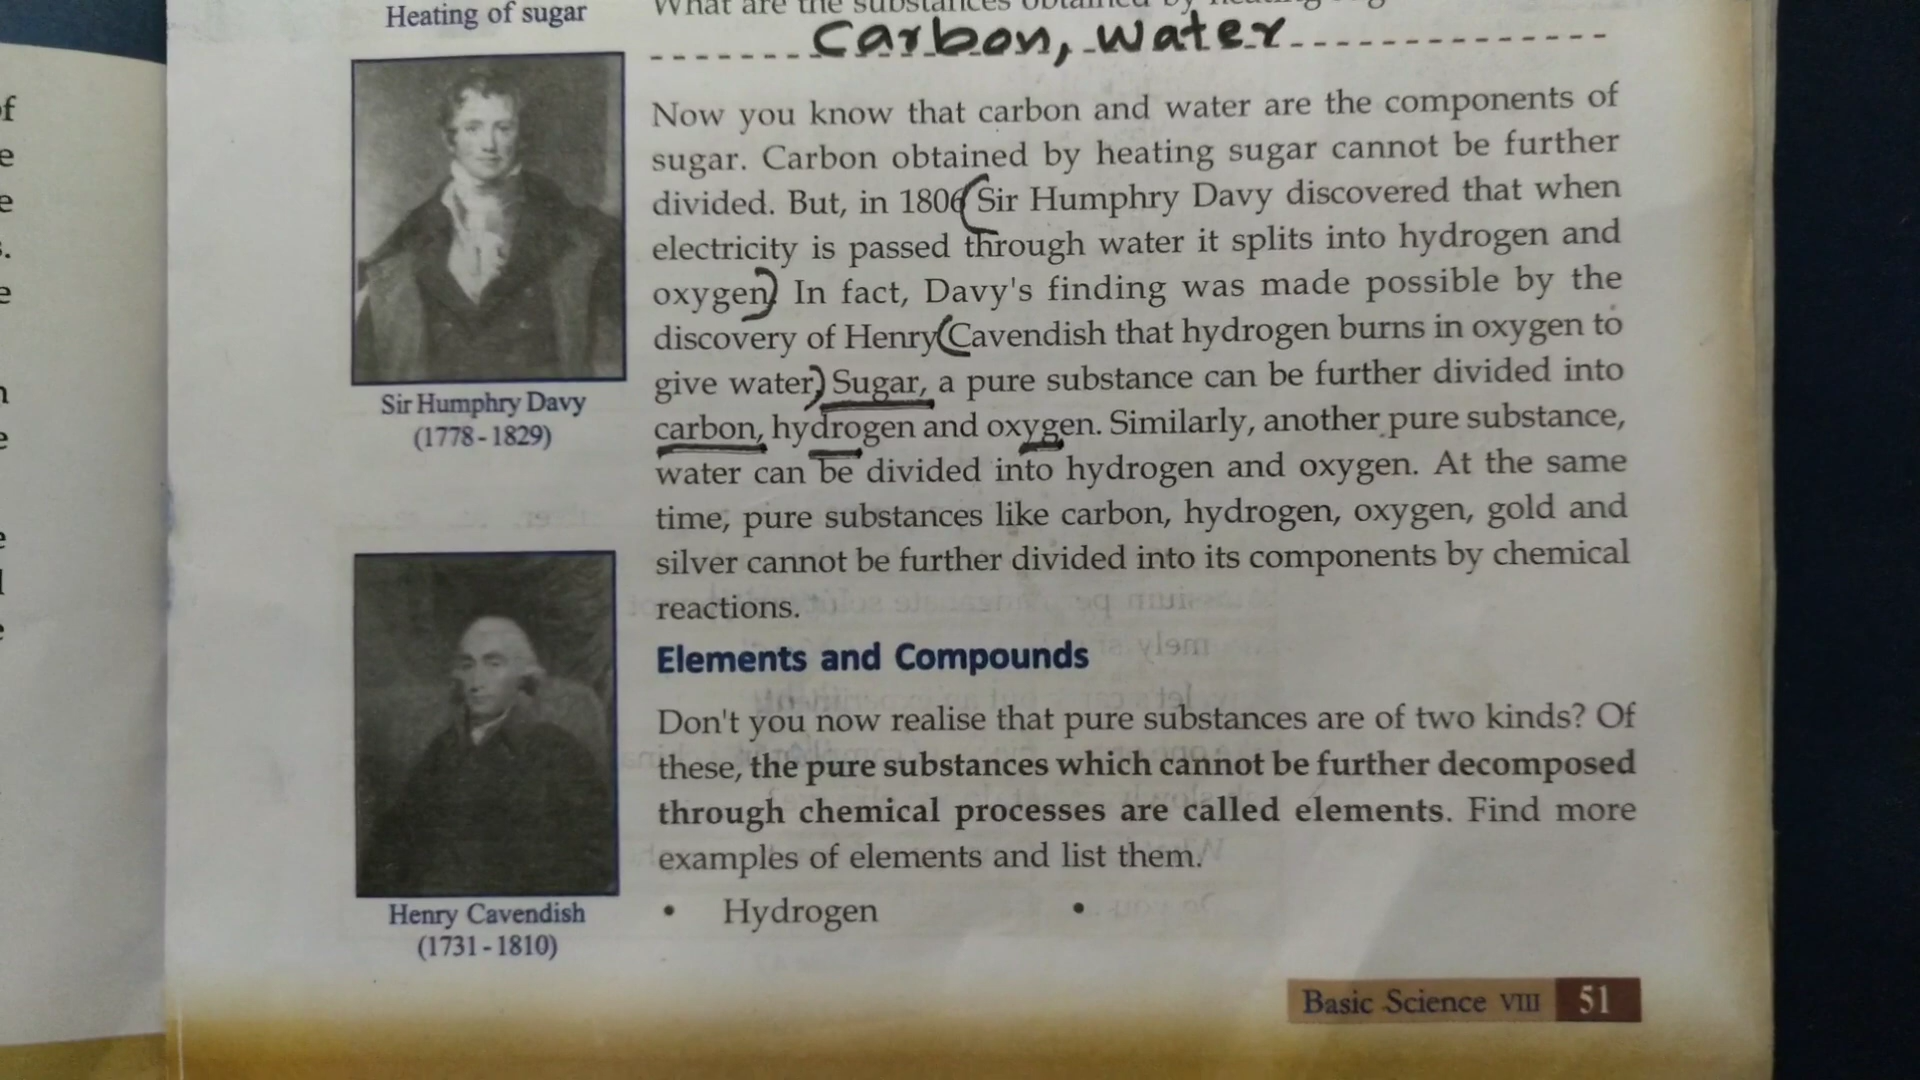 Heating of sugar
What are the substances obtained by heating
Carbon, Water
Now you know that carbon and water are the components of
sugar. Carbon obtained by heating sugar cannot be further
divided. But, in 1806 Sir Humphry Davy discovered that when
electricity is passed through water it splits into hydrogen and
oxygen. In fact, Davy's finding was made possible by the
discovery of Henry Cavendish that hydrogen burns in oxygen to
give water. Sugar, a pure substance can be further divided into
carbon, hydrogen and oxygen. Similarly, another pure substance,
water can be divided into hydrogen and oxygen. At the same
time, pure substances like carbon, hydrogen, oxygen, gold and
silver cannot be further divided into its components by chemical
reactions.
Sir Humphry Davy
(1778-1829)
Elements and Compounds
Don't you now realise that pure substances are of two kinds? Of
these, the pure substances which cannot be further decomposed
through chemical processes are called elements. Find more
examples of elements and list them.
• Hydrogen •
Henry Cavendish
(1731-1810)
Basic Science VIII 51